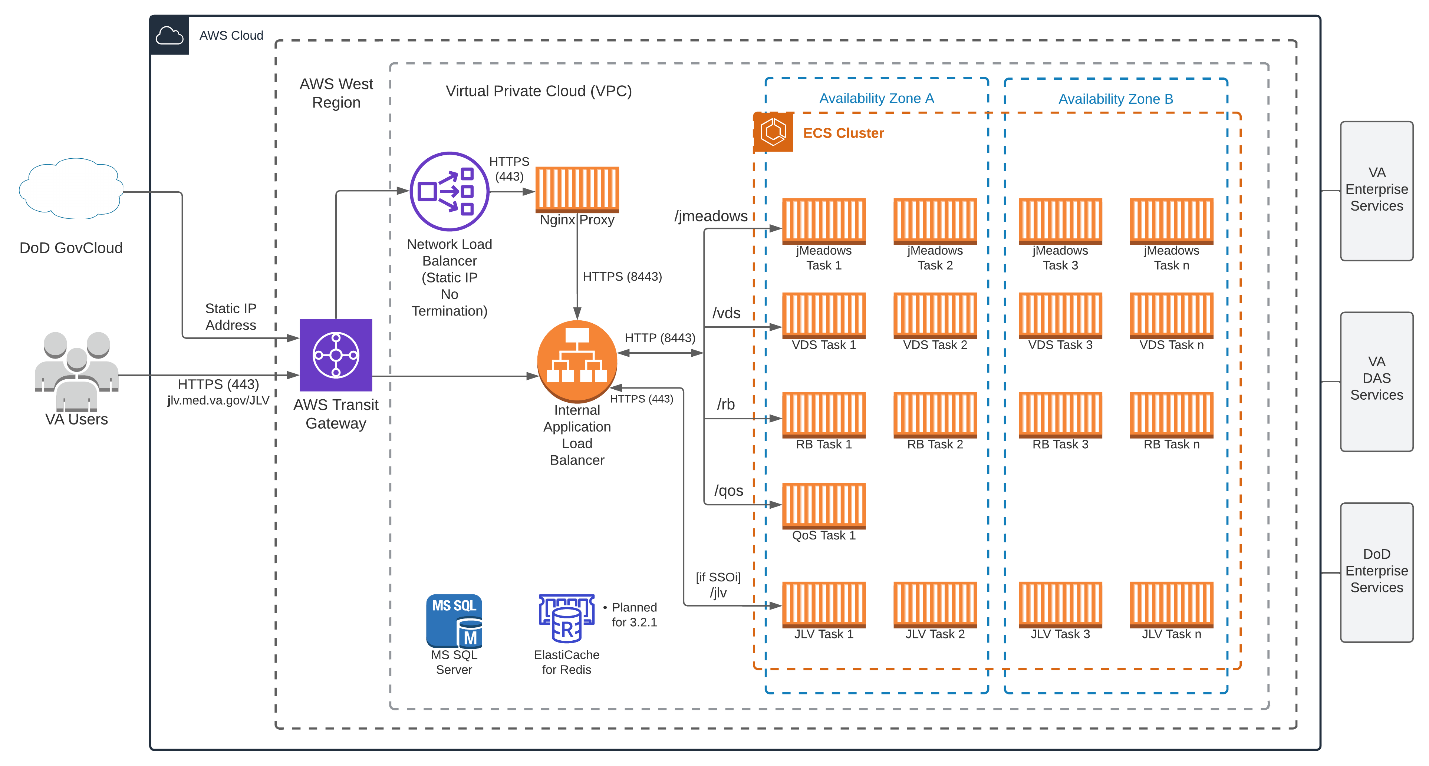 AWS Cloud
AWS West
Region
Virtual Private Cloud (VPC)
Availability Zone A
Availability Zone B
ECS Cluster
DoD GovCloud
Static IP
Address
VA Users
HTTPS (443)
jlv.med.va.gov/JLV
AWS Transit
Gateway
Network Load
Balancer
(Static IP
No
Termination)
HTTPS
(443)
Nginx Proxy
HTTPS (8443)
Internal
Application
Load
Balancer
HTTP (8443)
HTTPS (443)
/jmeadows
/vds
/rb
/qos
[if SSOi]
/jlv
jMeadows
Task 1
jMeadows
Task 2
jMeadows
Task 3
jMeadows
Task n
VDS Task 1
VDS Task 2
VDS Task 3
VDS Task n
RB Task 1
RB Task 2
RB Task 3
RB Task n
QoS Task 1
JLV Task 1
JLV Task 2
JLV Task 3
JLV Task n
MS SQL
M
MS SQL
Server
R
ElastiCache
for Redis
• Planned
for 3.2.1
VA
Enterprise
Services
VA
DAS
Services
DoD
Enterprise
Services